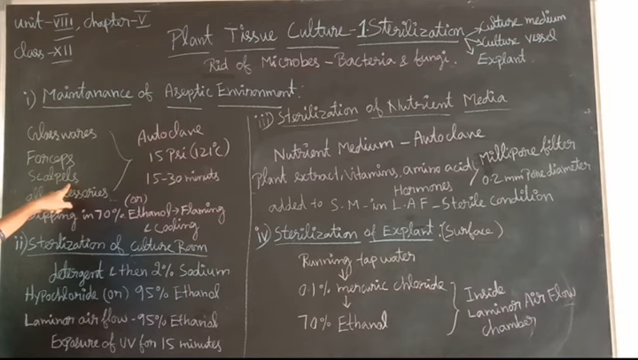 unit-VIII, chapter-V
class-XII
Plant Tissue Culture-1 Sterilization
Culture medium
Culture vessel
Explant.
Rid of Microbes - Bacteria & fungi.
i) Maintanance of Aseptic Environment.
Glasswares
Forceps
Scalpels
Autoclave
15 Psi (121°C)
15-30 minuts
(or)
in 70% Ethanol → Flaming
& Cooling
ii) Sterilization of culture Room
detergent & then 2% Sodium
Hypochloride (or) 95% Ethanol
Laminar air flow - 95% Ethanol
Exposure of UV for 15 minutes
iii) Sterilization of Nutrient Media
Nutrient Medium - Autoclave
Plant extract, vitamins, amino acid
Hormones
Millipore filter
0.2 mm Pore diameter
added to S.M - in L.A.F - Sterile condition
iv) Sterilization of Explant. (Surface)
Running tap water
0.1% mercuric chloride
70% Ethanol
Inside
Laminor Air Flow
chamber